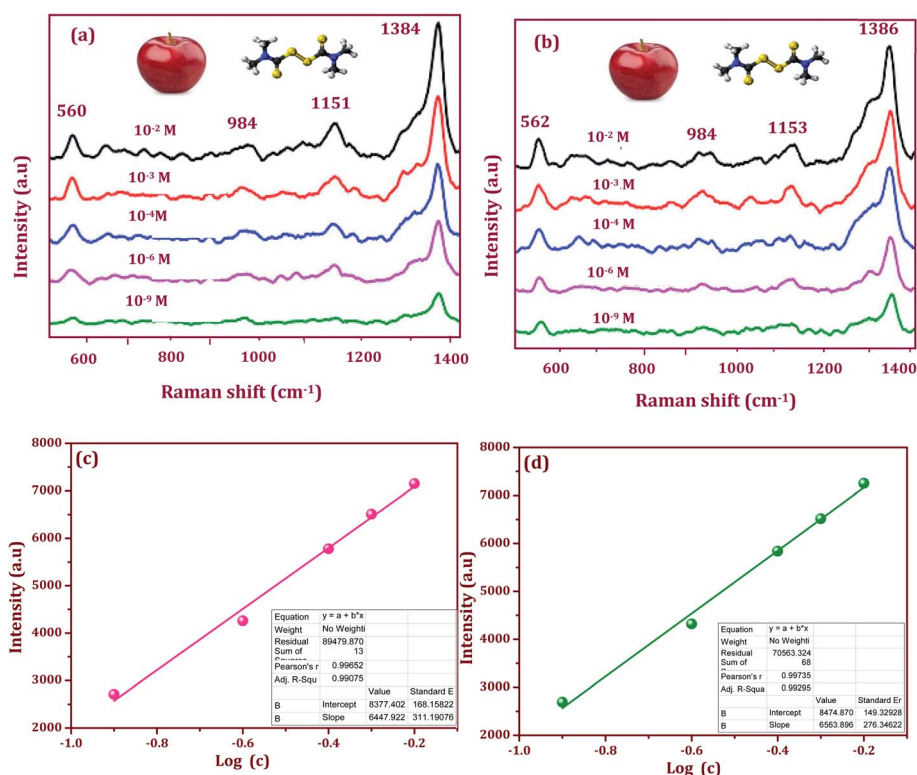 (a)
1384
560
984
1151
10-2 M
10-3 M
10-4M
10-6 M
10-9 M
Intensity (a.u)
600 800 1000 1200 1400
Raman shift (cm-1)
(b)
1386
562
984
1153
10-2 M
10-3 M
10-4 M
10-6 M
10-9 M
Intensity (a.u)
600 800 1000 1200 1400
Raman shift (cm-1)
(c)
8000
7000
6000
5000
4000
3000
2000
Intensity (a.u)
-1.0 -0.8 -0.6 -0.4 -0.2
Log (c)
Equation y = a + b*x
Weight No Weighti
Residual 89479.870
Sum of 13
Pearson's r 0.99652
Adj. R-Squ 0.99075
Value Standard E
B Intercept 8377.402 168.15822
B Slope 6447.922 311.19076
(d)
8000
7000
6000
5000
4000
3000
2000
Intensity (a.u)
-1.0 -0.8 -0.6 -0.4 -0.2
Log (c)
Equation y = a + b*x
Weight No Weighti
Residual 70563.324
Sum of 68
Pearson's r 0.99735
Adj. R-Squa 0.99295
Value Standard Er
B Intercept 8474.870 149.32928
B Slope 6563.896 276.34622